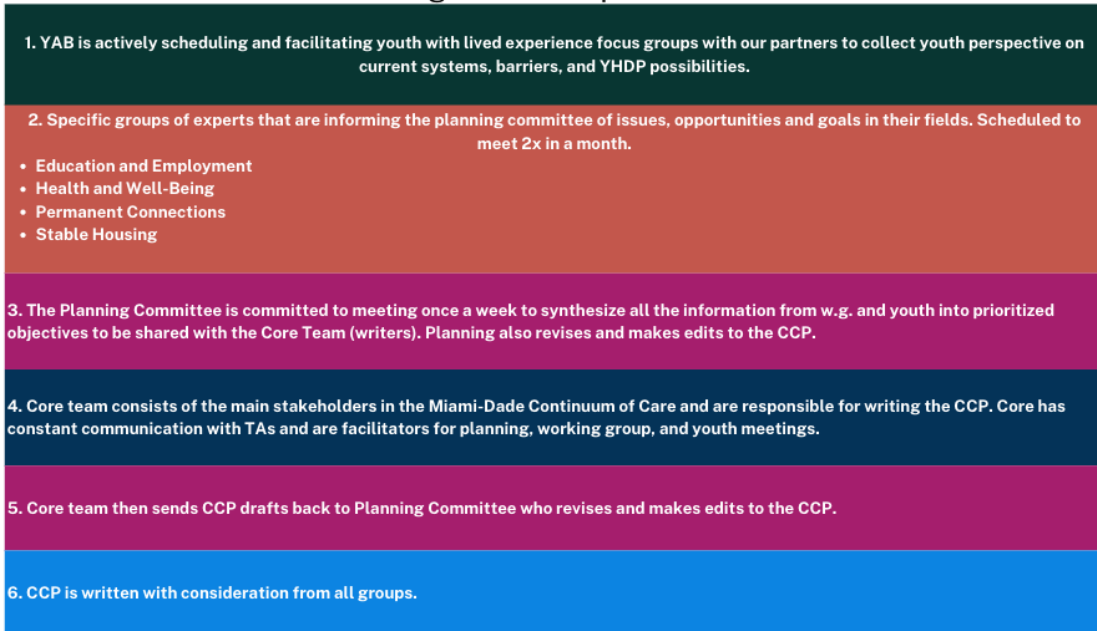 1. YAB is actively scheduling and facilitating youth with lived experience focus groups with our partners to collect youth perspective on
current systems, barriers, and YHDP possibilities.
2. Specific groups of experts that are informing the planning committee of issues, opportunities and goals in their fields. Scheduled to
meet 2x in a month.
• Education and Employment
• Health and Well-Being
• Permanent Connections
• Stable Housing
3. The Planning Committee is committed to meeting once a week to synthesize all the information from w.g. and youth into prioritized
objectives to be shared with the Core Team (writers). Planning also revises and makes edits to the CCP.
4. Core team consists of the main stakeholders in the Miami-Dade Continuum of Care and are responsible for writing the CCP. Core has
constant communication with TAs and are facilitators for planning, working group, and youth meetings.
5. Core team then sends CCP drafts back to Planning Committee who revises and makes edits to the CCP.
6. CCP is written with consideration from all groups.